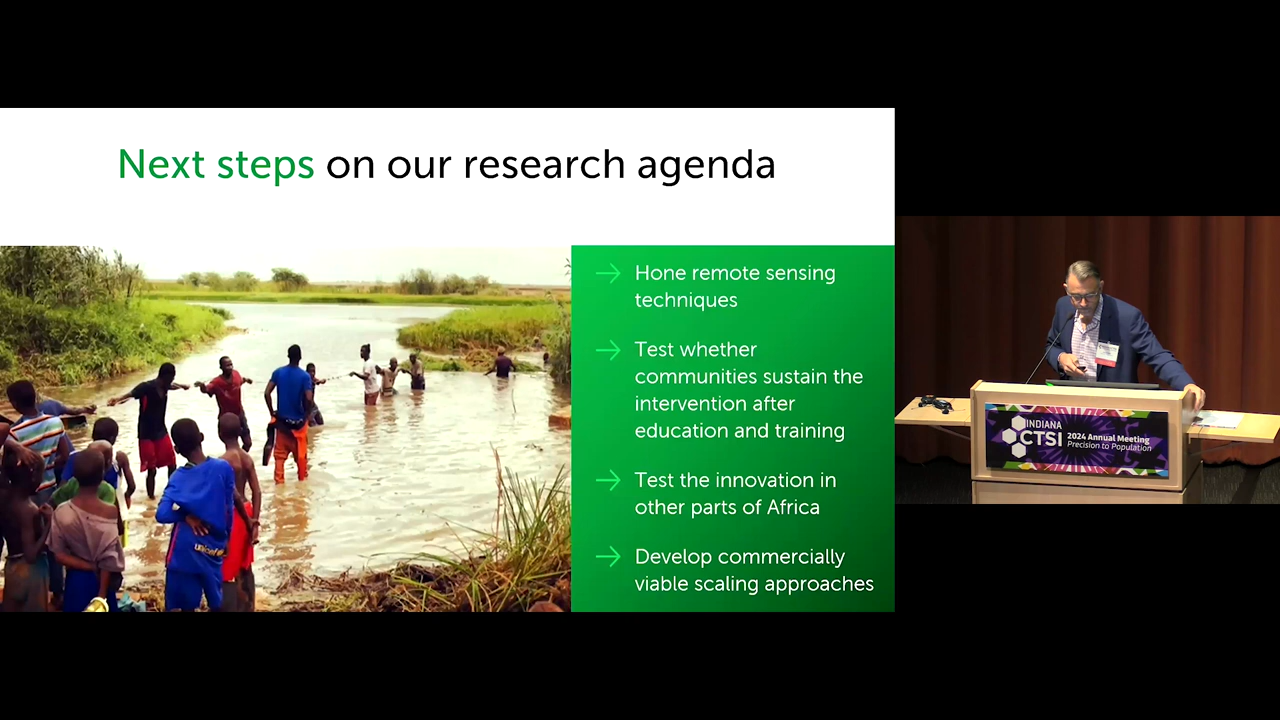 Next steps on our research agenda
Hone remote sensing
techniques
Test whether
communities sustain the
intervention after
education and training
Test the innovation in
other parts of Africa
Develop commercially
viable scaling approaches
unicef
INDIANA
CTSI
2024 Annual Meeting
Precision to Population